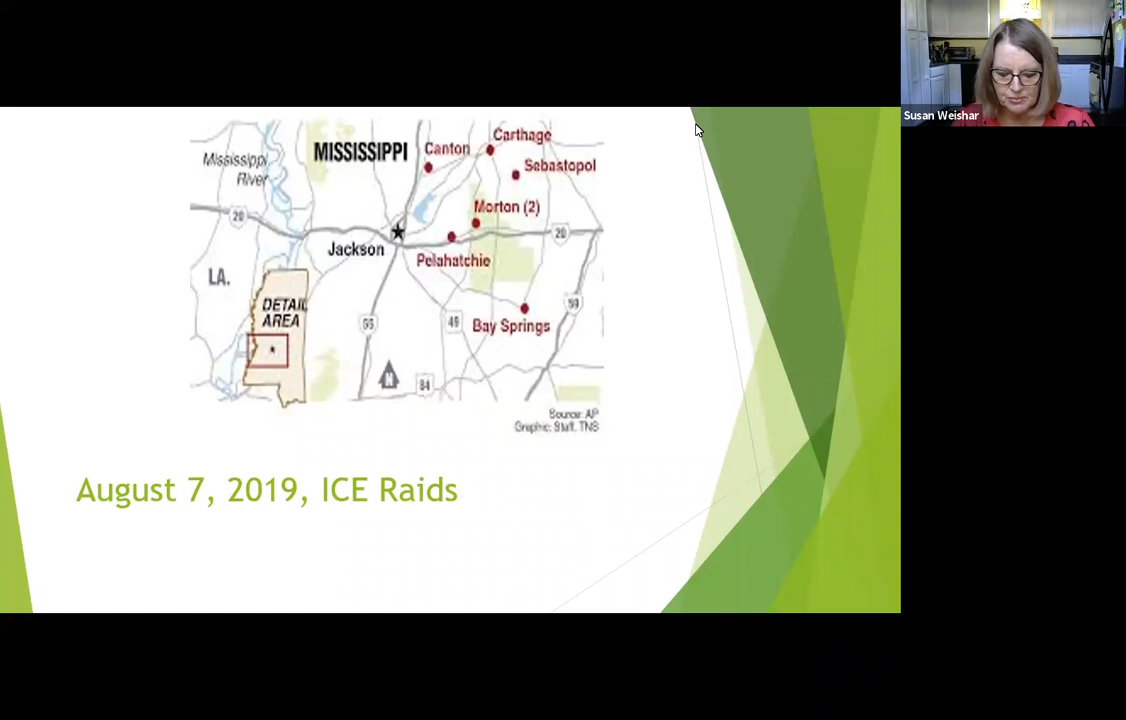 Susan Weishar
Carthage
MISSISSIPPI
Canton
Mississippi
River
Sebastopol
Morton (2)
20
20
Jackson
Pelahatchie
LA.
DETAIL
AREA
59
55
49
Bay Springs
N
84
Source: AP
Graphic: Staff, TNS
August 7, 2019, ICE Raids